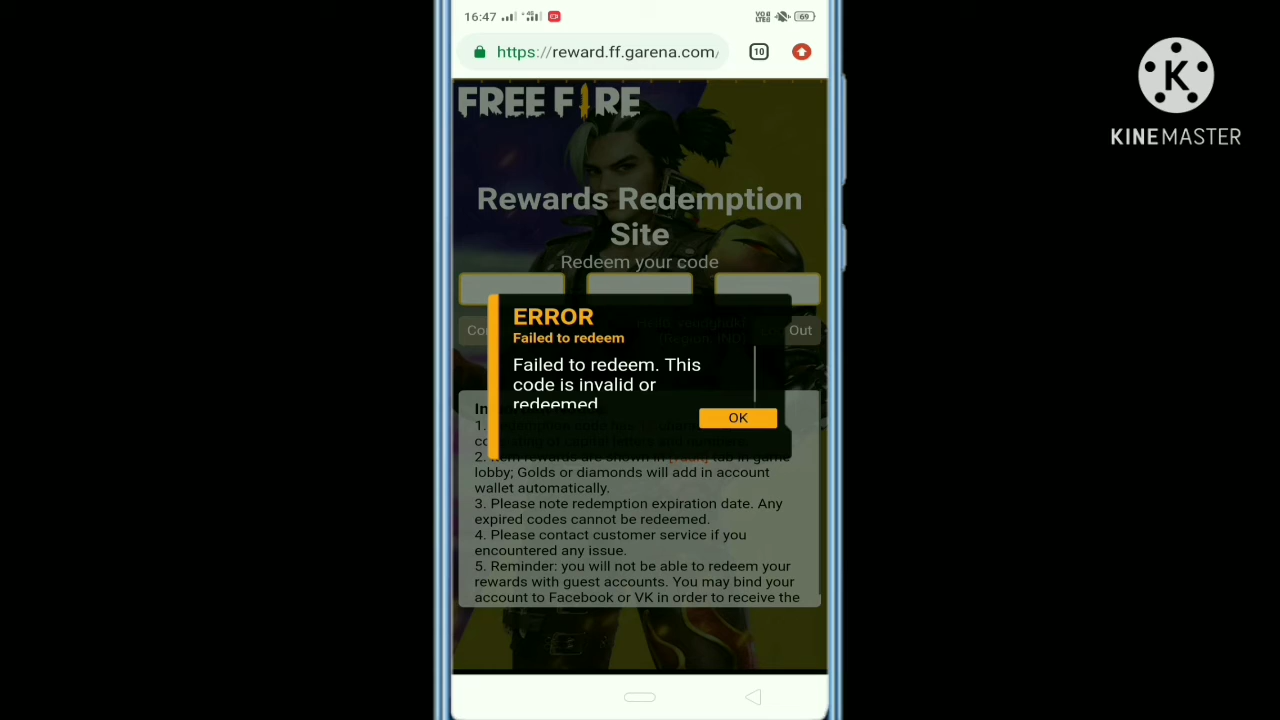 16:47
VO
LTE
69
https://reward.ff.garena.com/
10
K
KINEMASTER
FREE FIRE
Rewards Redemption
Site
Redeem your code
Out
ERROR
Failed to redeem
Failed to redeem. This
code is invalid or
redeemed
OK
lobby; Golds or diamonds will add in account
wallet automatically.
3. Please note redemption expiration date. Any
expired codes cannot be redeemed.
4. Please contact customer service if you
encountered any issue.
5. Reminder: you will not be able to redeem your
rewards with guest accounts. You may bind your
account to Facebook or VK in order to receive the